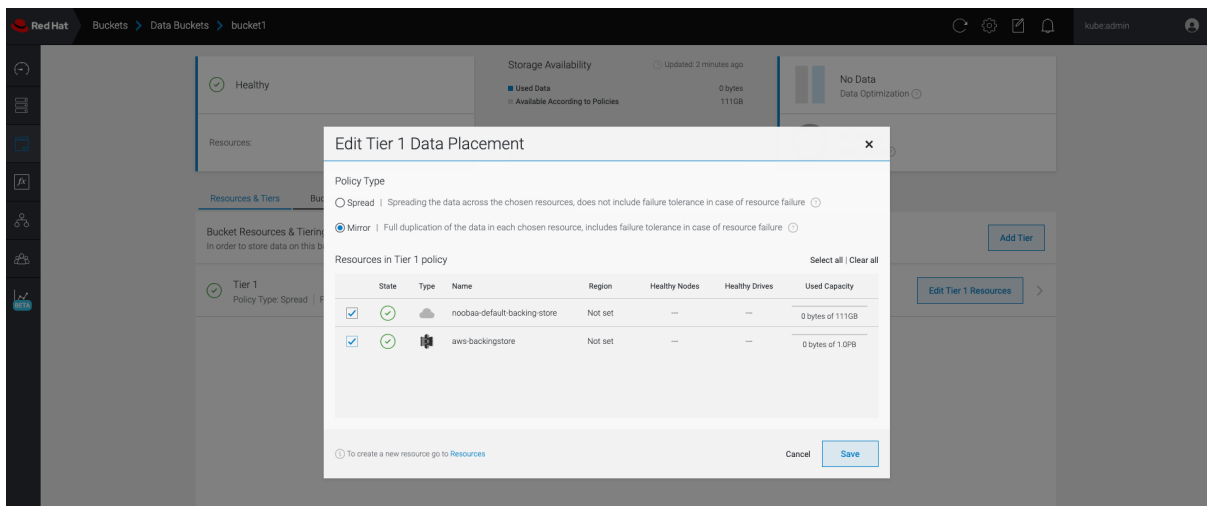 Red Hat
Buckets > Data Buckets > bucket1
kube:admin
Healthy
Storage Availability
Updated: 2 minutes ago
Used Data 0 bytes
Available According to Policies 111GB
No Data
Data Optimization
Resources:
Edit Tier 1 Data Placement
Policy Type
Spread | Spreading the data across the chosen resources, does not include failure tolerance in case of resource failure
Mirror | Full duplication of the data in each chosen resource, includes failure tolerance in case of resource failure
Resources in Tier 1 policy
Select all | Clear all
State Type Name Region Healthy Nodes Healthy Drives Used Capacity
noobaa-default-backing-store Not set — — 0 bytes of 111GB
aws-backingstore Not set — — 0 bytes of 1.0PB
To create a new resource go to Resources
Cancel
Save
Resources & Tiers
Buc
Bucket Resources & Tiering
In order to store data on this b
Add Tier
Tier 1
Policy Type: Spread
Edit Tier 1 Resources
fx
BETA